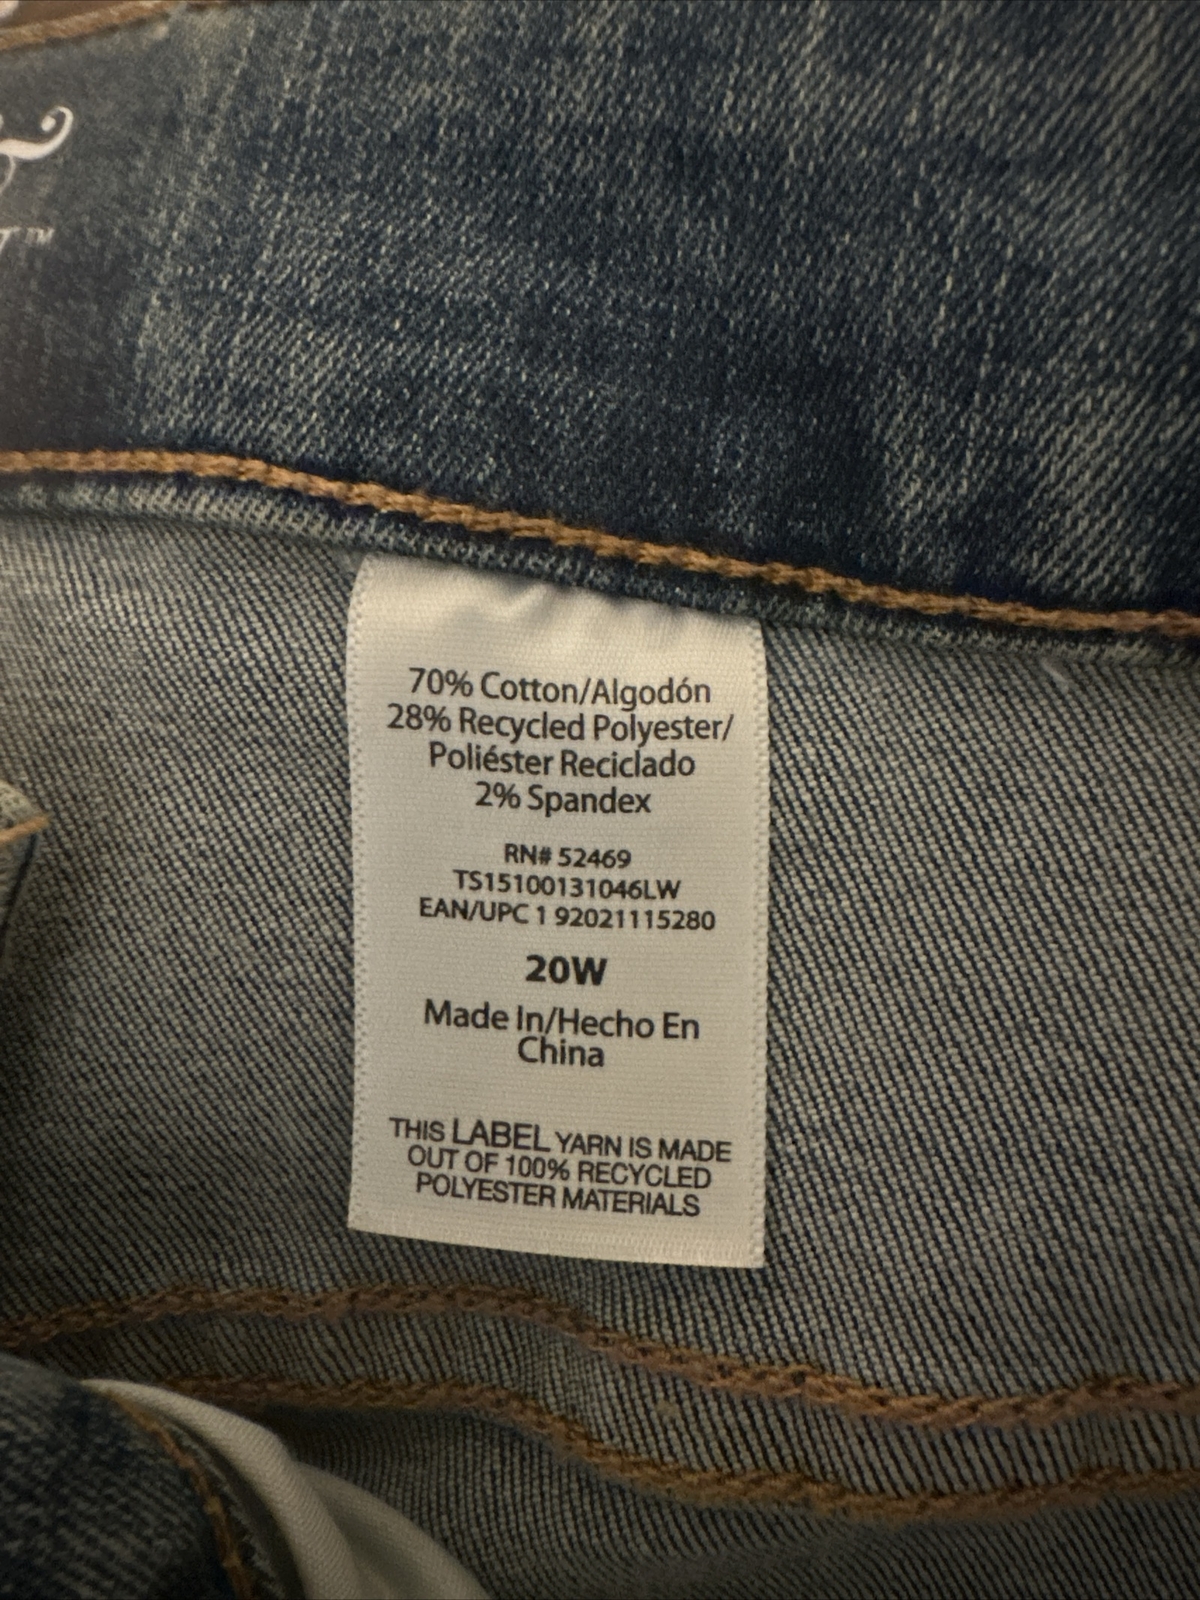 70% Cotton/Algodón
28% Recycled Polyester/
Poliéster Reciclado
2% Spandex
RN# 52469
TS15100131046LW
EAN/UPC 1 92021115280
20W
Made In/Hecho En
China
THIS LABEL YARN IS MADE
OUT OF 100% RECYCLED
POLYESTER MATERIALS